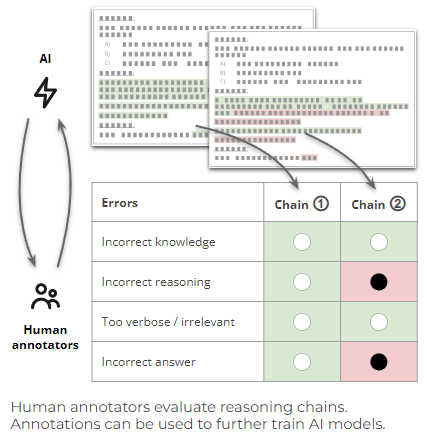 AI
A)
B)
C)
A)
B)
C)
Human
annotators
Errors
Chain 1
Chain 2
Incorrect knowledge
Incorrect reasoning
Too verbose / irrelevant
Incorrect answer
Human annotators evaluate reasoning chains.
Annotations can be used to further train AI models.